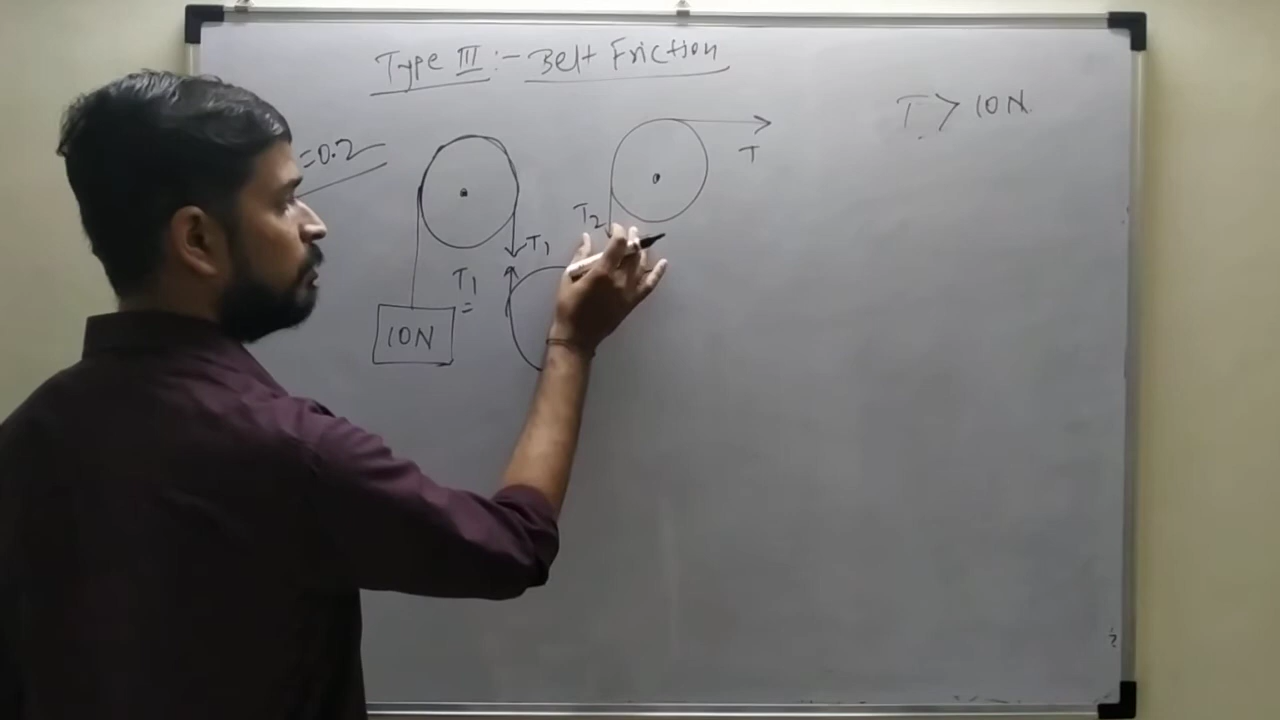 Type III :- Belt Friction
T > 10 N
=0.2
T
T2
T1
T1
=
10N